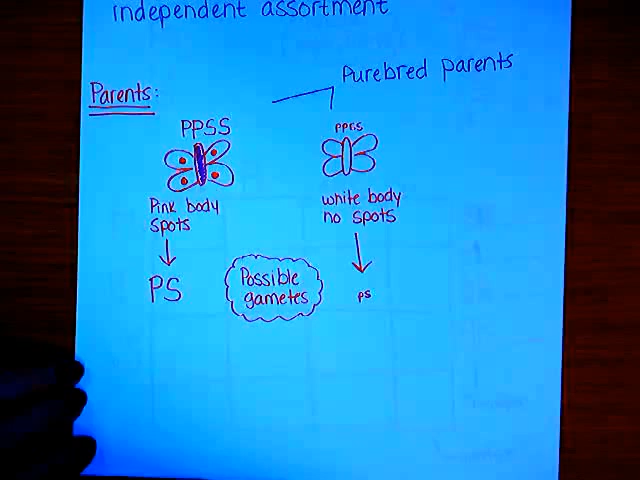 independent assortment
Purebred parents
Parents:
PPSS
ppss
Pink body
spots
white body
no spots
PS
Possible
gametes
ps